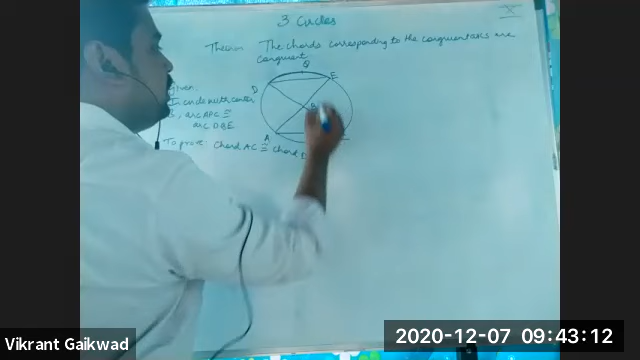 X
3 Circles
Theorem The chords corresponding to the congruent arcs are
congruent.
Given:
In circle with center
B, arc APC ≅
arc DQE
To prove: chord AC ≅ chord D
Q
D
E
B
A
Vikrant Gaikwad
2020-12-07 09:43:12